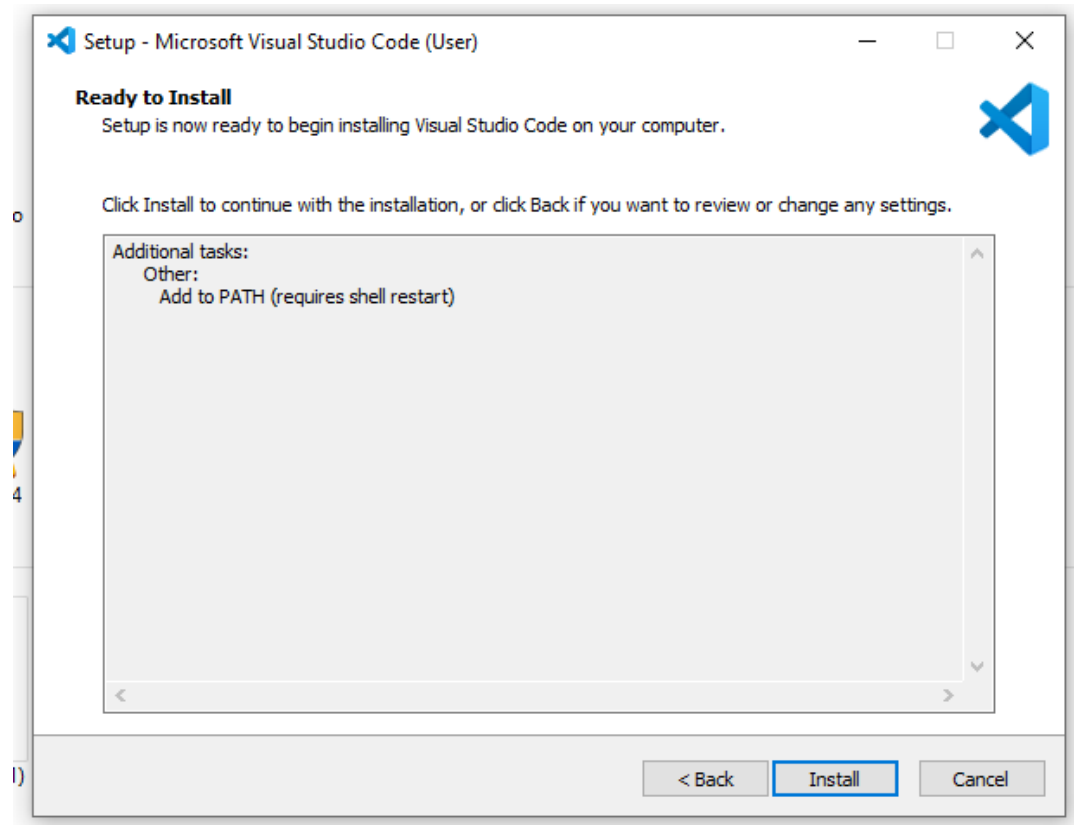 Setup - Microsoft Visual Studio Code (User)
Ready to Install
Setup is now ready to begin installing Visual Studio Code on your computer.
Click Install to continue with the installation, or click Back if you want to review or change any settings.
o
Additional tasks:
Other:
Add to PATH (requires shell restart)
4
l)
< Back
Install
Cancel